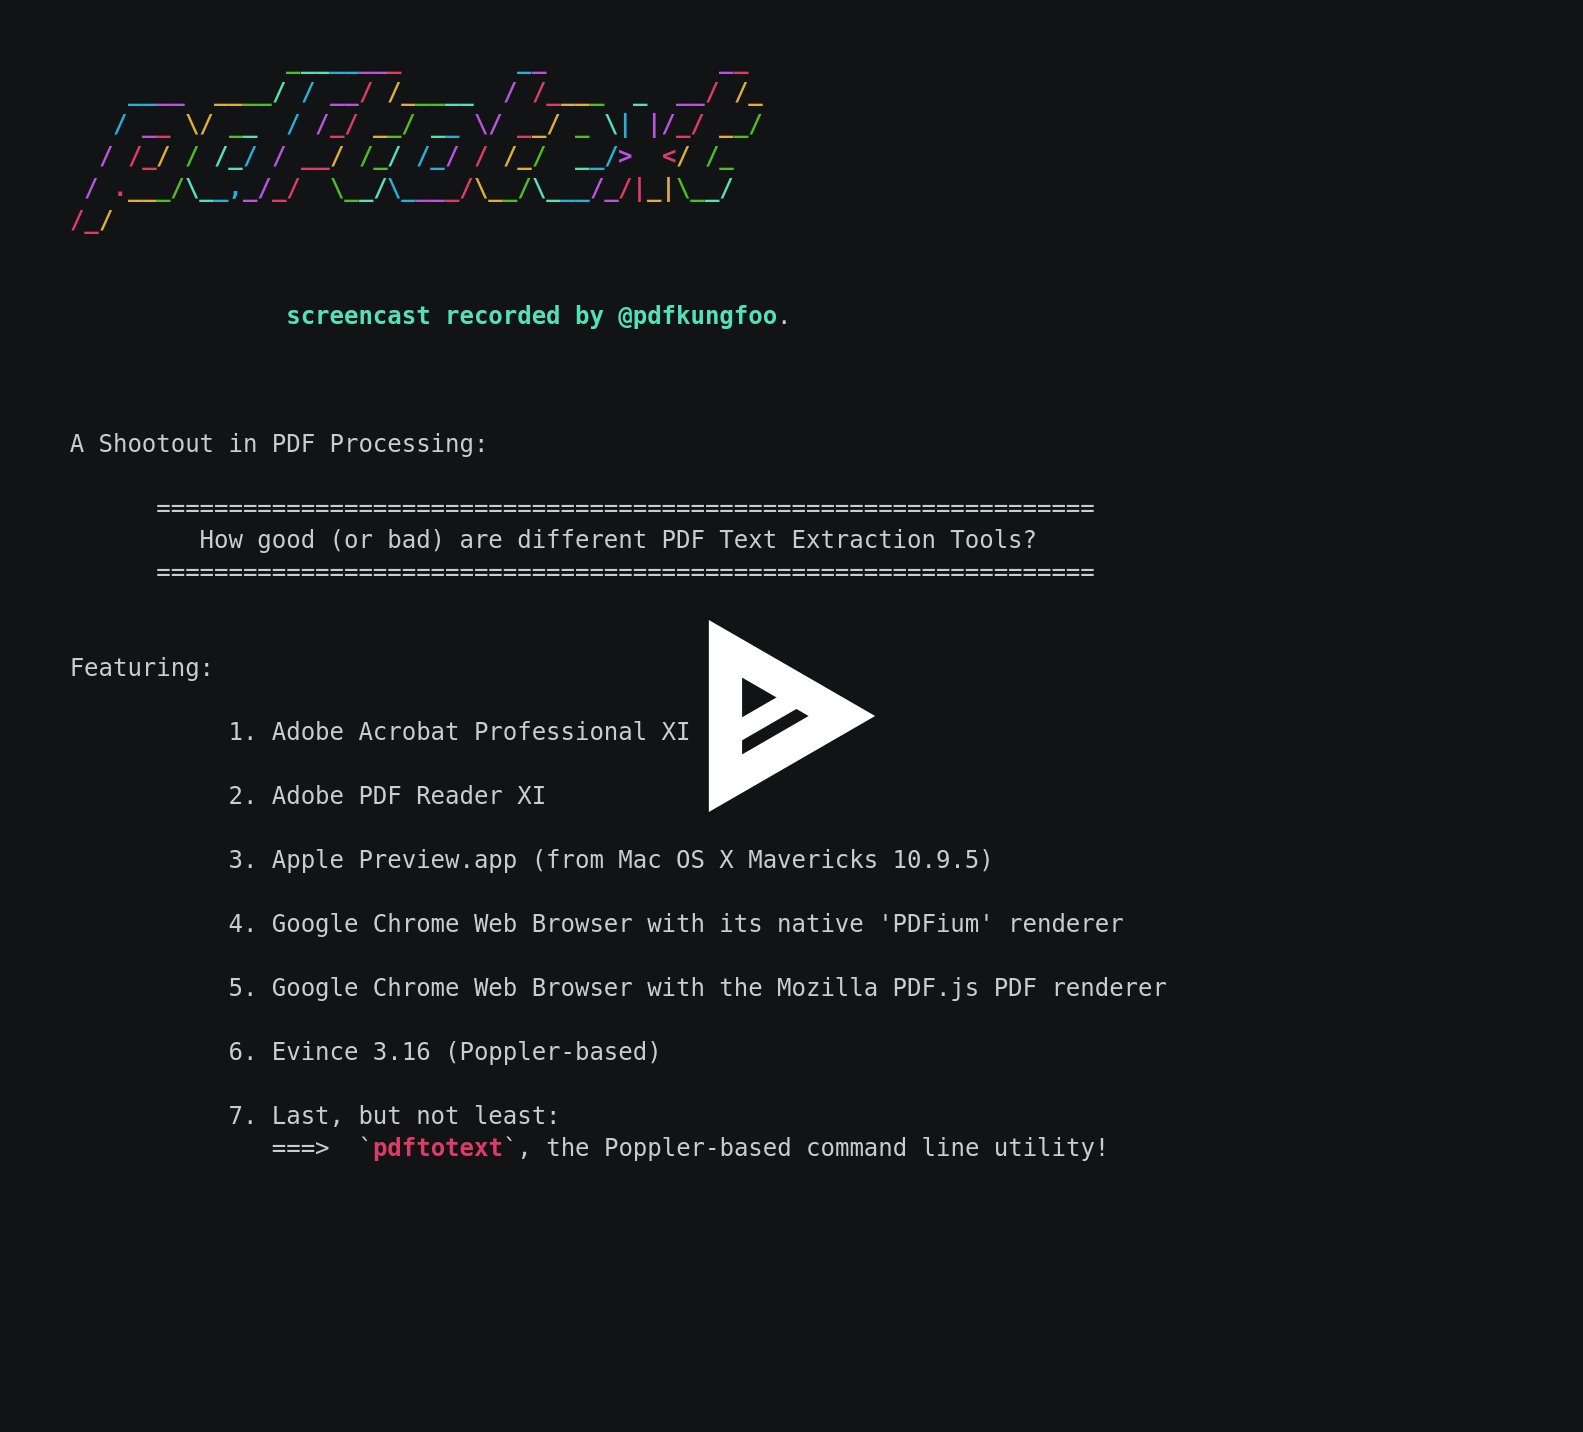 pdftotext
screencast recorded by @pdfkungfoo.
A Shootout in PDF Processing:
=================================================================
How good (or bad) are different PDF Text Extraction Tools?
=================================================================
Featuring:
1. Adobe Acrobat Professional XI
2. Adobe PDF Reader XI
3. Apple Preview.app (from Mac OS X Mavericks 10.9.5)
4. Google Chrome Web Browser with its native 'PDFium' renderer
5. Google Chrome Web Browser with the Mozilla PDF.js PDF renderer
6. Evince 3.16 (Poppler-based)
7. Last, but not least:
===> `pdftotext`, the Poppler-based command line utility!